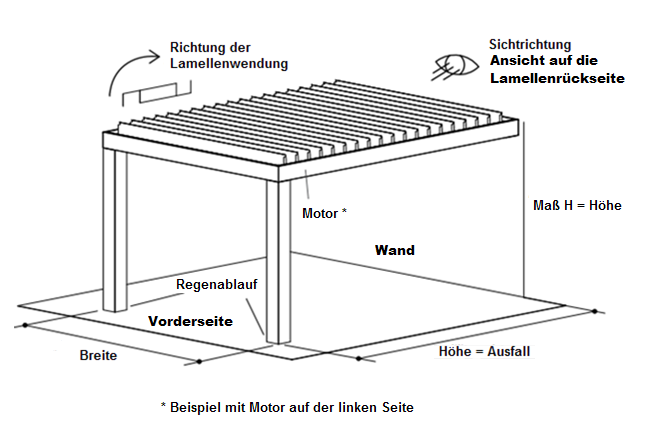 Richtung der
Lamellenwendung
Sichtrichtung
Ansicht auf die
Lamellenrückseite
Motor *
Maß H = Höhe
Wand
Regenablauf
Vorderseite
Breite
Höhe = Ausfall
* Beispiel mit Motor auf der linken Seite